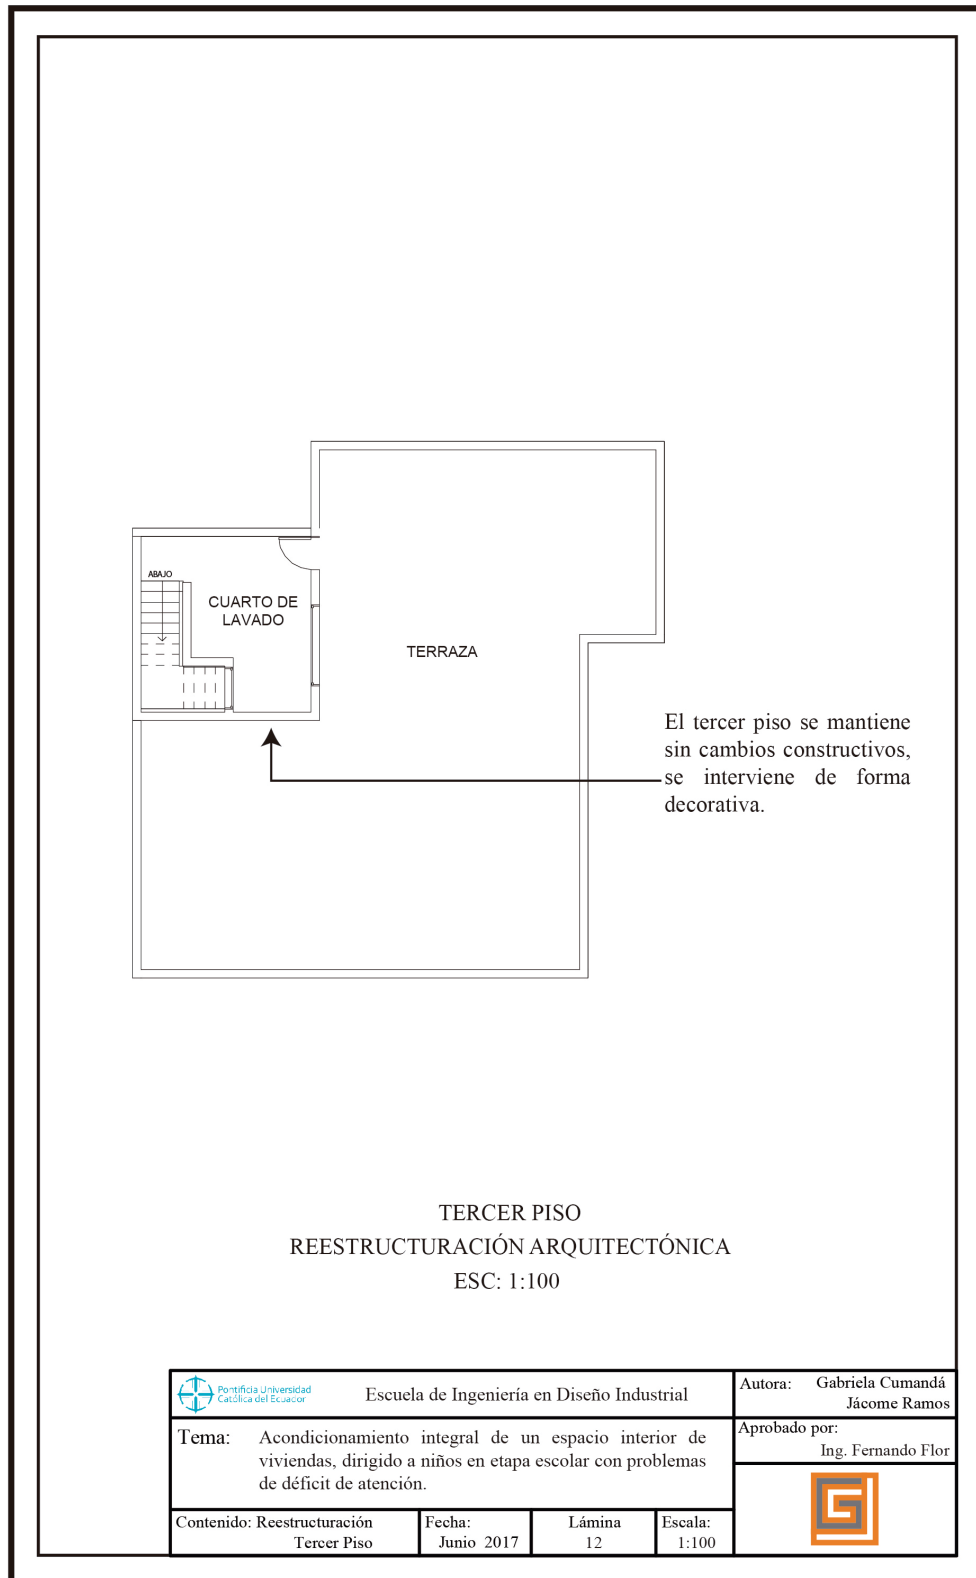 ABAJO
CUARTO DE
LAVADO
TERRAZA
El tercer piso se mantiene
sin cambios constructivos,
se interviene de forma
decorativa.
TERCER PISO
REESTRUCTURACIÓN ARQUITECTÓNICA
ESC: 1:100
Pontificia Universidad
Católica del Ecuador
Escuela de Ingeniería en Diseño Industrial
Autora: Gabriela Cumandá
Jácome Ramos
Tema: Acondicionamiento integral de un espacio interior de
viviendas, dirigido a niños en etapa escolar con problemas
de déficit de atención.
Aprobado por:
Ing. Fernando Flor
Contenido: Reestructuración
Tercer Piso
Fecha:
Junio 2017
Lámina
12
Escala:
1:100